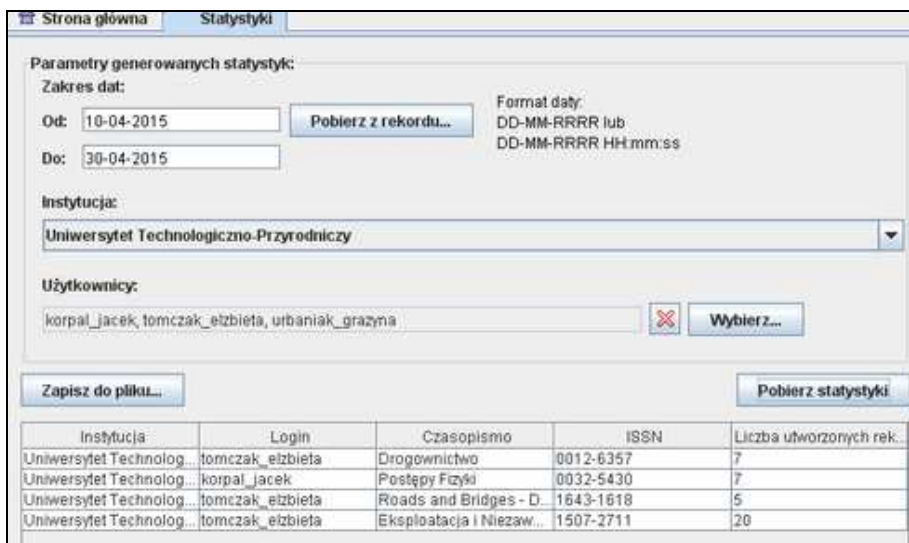 Strona główna Statystyki
Parametry generowanych statystyk:
Zakres dat:
Od: 10-04-2015 Pobierz z rekordu...
Format daty:
DD-MM-RRRR lub
DD-MM-RRRR HH:mm:ss
Do: 30-04-2015
Instytucja:
Uniwersytet Technologiczno-Przyrodniczy
Użytkownicy:
korpal_jacek, tomczak_elzbieta, urbaniak_grazyna Wybierz...
Zapisz do pliku... Pobierz statystyki
Instytucja Login Czasopismo ISSN Liczba utworzonych rek...
Uniwersytet Technolog... tomczak_elzbieta Drogownictwo 0012-6357 7
Uniwersytet Technolog... korpal_jacek Postępy Fizyki 0032-5430 7
Uniwersytet Technolog... tomczak_elzbieta Roads and Bridges - D... 1643-1618 5
Uniwersytet Technolog... tomczak_elzbieta Eksploatacja i Niezaw... 1507-2711 20